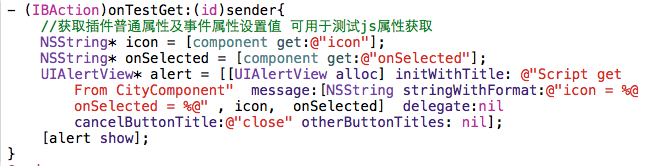 - (IBAction)onTestGet:(id)sender{
//获取插件普通属性及事件属性设置值 可用于测试js属性获取
NSString* icon = [component get:@"icon"];
NSString* onSelected = [component get:@"onSelected"];
UIAlertView* alert = [[UIAlertView alloc] initWithTitle: @"Script get
From CityComponent" message:[NSString stringWithFormat:@"icon = %@
onSelected = %@" , icon, onSelected] delegate:nil
cancelButtonTitle:@"close" otherButtonTitles: nil];
[alert show];
}